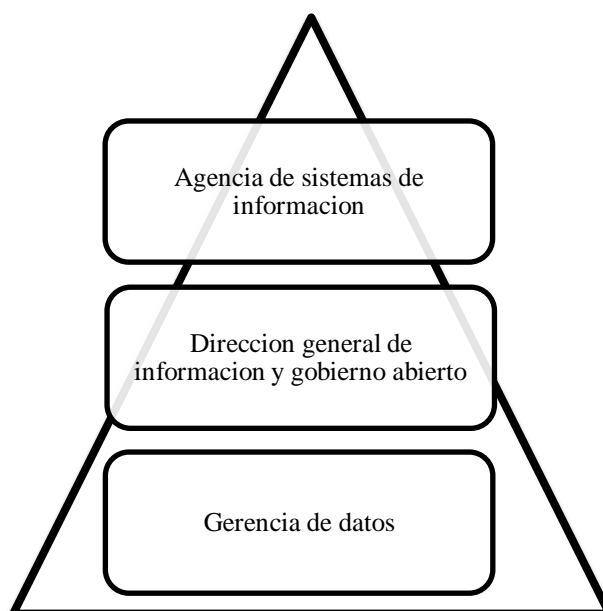 Agencia de sistemas de
informacion
Direccion general de
informacion y gobierno abierto
Gerencia de datos